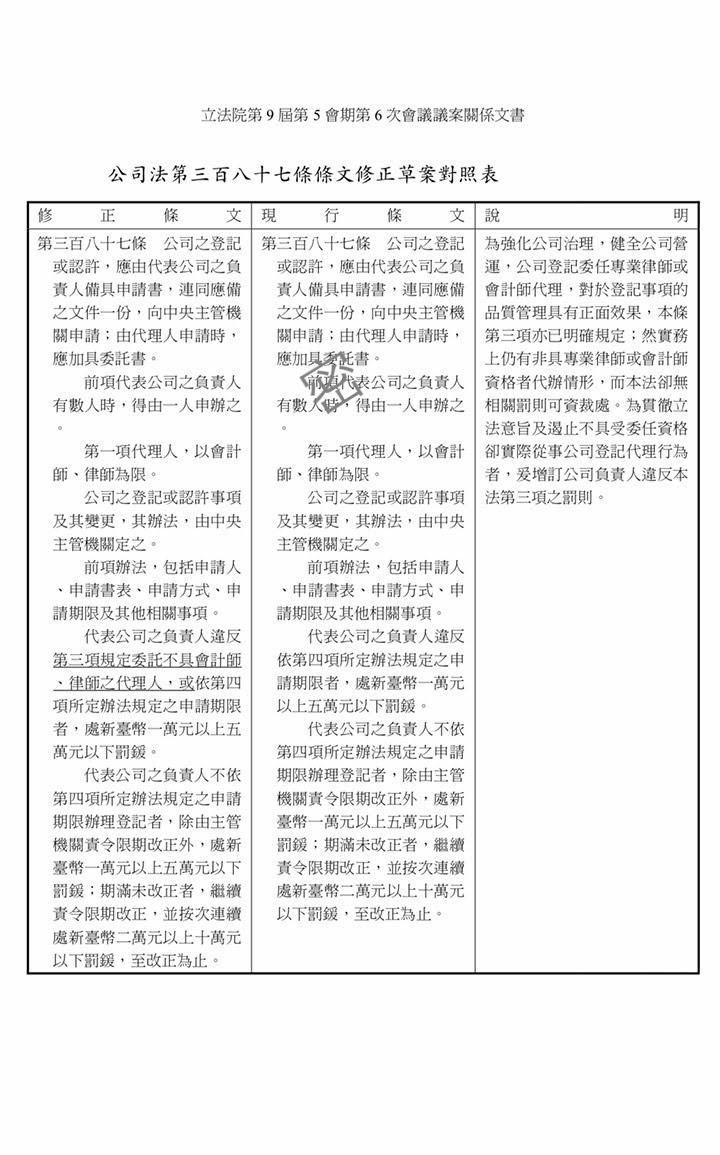 立法院第 9 屆第 5 會期第 6 次會議議案關係文書
公司法第三百八十七條條文修正草案對照表
修正條文
第三百八十七條　公司之登記
或認許，應由代表公司之負
責人備具申請書，連同應備
之文件一份，向中央主管機
關申請；由代理人申請時，
應加具委託書。
前項代表公司之負責人
有數人時，得由一人申辦之
。
第一項代理人，以會計
師、律師為限。
公司之登記或認許事項
及其變更，其辦法，由中央
主管機關定之。
前項辦法，包括申請人
、申請書表、申請方式、申
請期限及其他相關事項。
代表公司之負責人違反
第三項規定委託不具會計師
、律師之代理人，或依第四
項所定辦法規定之申請期限
者，處新臺幣一萬元以上五
萬元以下罰鍰。
代表公司之負責人不依
第四項所定辦法規定之申請
期限辦理登記者，除由主管
機關責令限期改正外，處新
臺幣一萬元以上五萬元以下
罰鍰；期滿未改正者，繼續
責令限期改正，並按次連續
處新臺幣二萬元以上十萬元
以下罰鍰，至改正為止。
現行條文
第三百八十七條　公司之登記
或認許，應由代表公司之負
責人備具申請書，連同應備
之文件一份，向中央主管機
關申請；由代理人申請時，
應加具委託書。
前項代表公司之負責人
有數人時，得由一人申辦之
。
第一項代理人，以會計
師、律師為限。
公司之登記或認許事項
及其變更，其辦法，由中央
主管機關定之。
前項辦法，包括申請人
、申請書表、申請方式、申
請期限及其他相關事項。
代表公司之負責人違反
依第四項所定辦法規定之申
請期限者，處新臺幣一萬元
以上五萬元以下罰鍰。
代表公司之負責人不依
第四項所定辦法規定之申請
期限辦理登記者，除由主管
機關責令限期改正外，處新
臺幣一萬元以上五萬元以下
罰鍰；期滿未改正者，繼續
責令限期改正，並按次連續
處新臺幣二萬元以上十萬元
以下罰鍰，至改正為止。
密
說明
為強化公司治理，健全公司營
運，公司登記委任專業律師或
會計師代理，對於登記事項的
品質管理具有正面效果，本條
第三項亦已明確規定；然實務
上仍有非具專業律師或會計師
資格者代辦情形，而本法卻無
相關罰則可資裁處。為貫徹立
法意旨及遏止不具受委任資格
卻實際從事公司登記代理行為
者，爰增訂公司負責人違反本
法第三項之罰則。